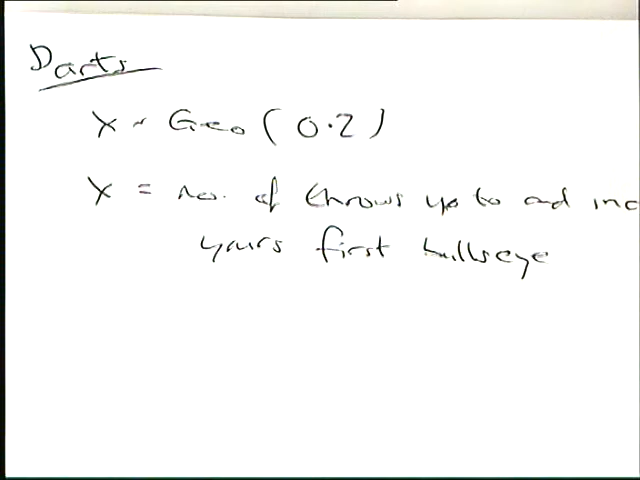 Darts
X ~ Geo(0.2)
X = no. of throws up to and inc
yours first bullseye